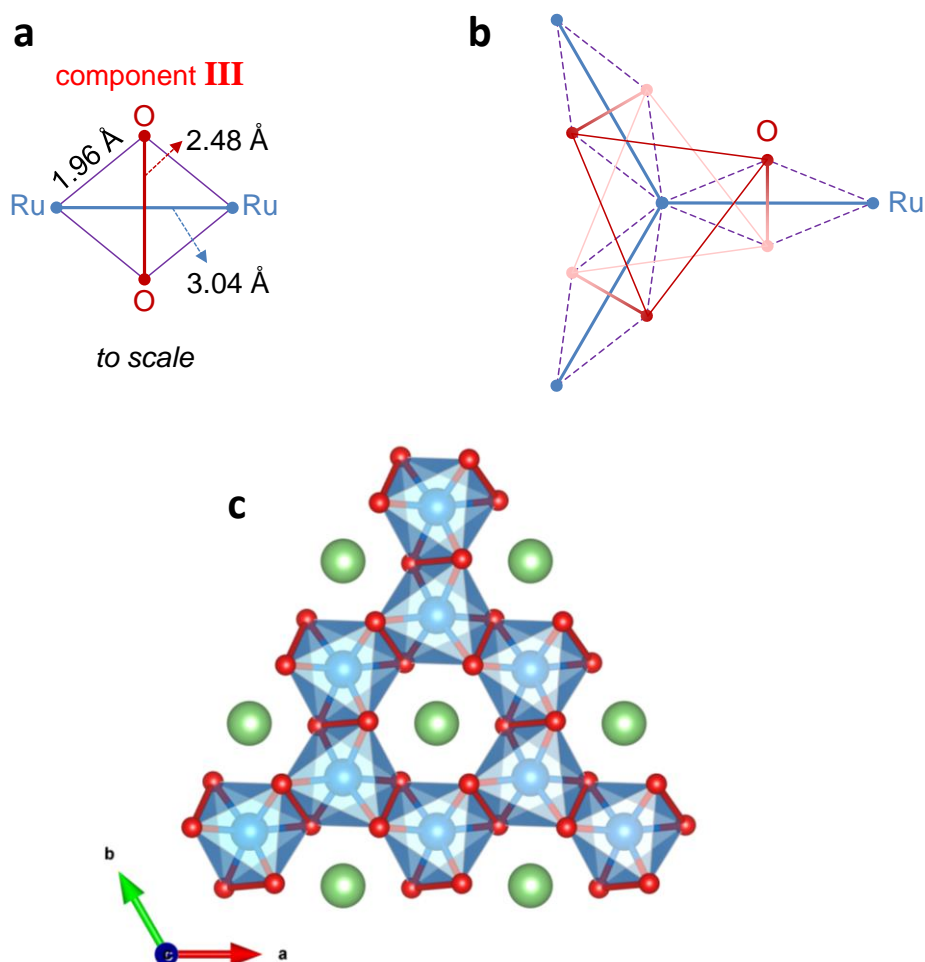 a
component III
O
1.96 Å
2.48 Å
Ru
Ru
O
3.04 Å
to scale
b
O
Ru
c
b
c
a